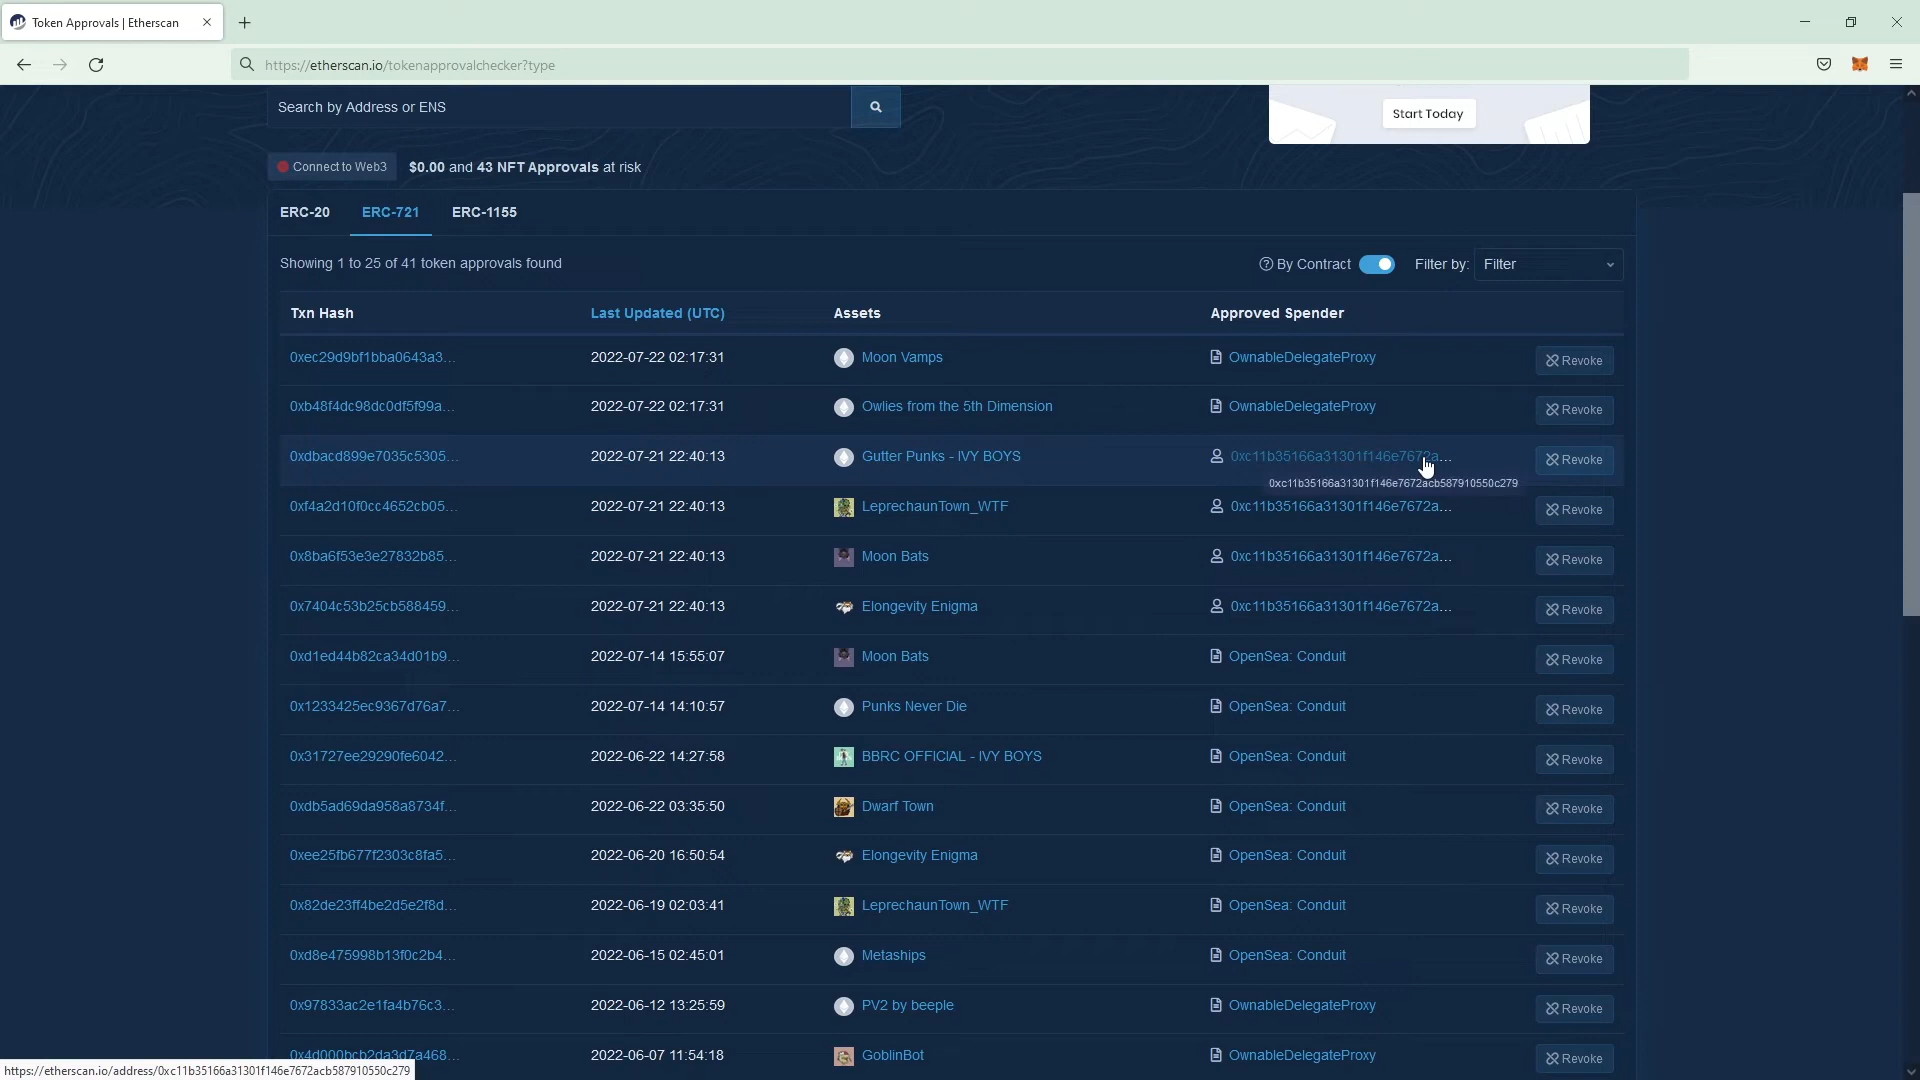 Token Approvals | Etherscan
https://etherscan.io/tokenapprovalchecker?type
Search by Address or ENS
Start Today
Connect to Web3 $0.00 and 43 NFT Approvals at risk
ERC-20 ERC-721 ERC-1155
Showing 1 to 25 of 41 token approvals found By Contract Filter by: Filter
Txn Hash Last Updated (UTC) Assets Approved Spender
0xec29d9bf1bba0643a3... 2022-07-22 02:17:31 Moon Vamps OwnableDelegateProxy Revoke
0xb48f4dc98dc0df5f99a... 2022-07-22 02:17:31 Owlies from the 5th Dimension OwnableDelegateProxy Revoke
0xdbacd899e7035c5305... 2022-07-21 22:40:13 Gutter Punks - IVY BOYS 0xc11b35166a31301f146e7672a... Revoke
0xc11b35166a31301f146e7672acb587910550c279
0xf4a2d10f0cc4652cb05... 2022-07-21 22:40:13 LeprechaunTown_WTF 0xc11b35166a31301f146e7672a... Revoke
0x8ba6f53e3e27832b85... 2022-07-21 22:40:13 Moon Bats 0xc11b35166a31301f146e7672a... Revoke
0x7404c53b25cb588459... 2022-07-21 22:40:13 Elongevity Enigma 0xc11b35166a31301f146e7672a... Revoke
0xd1ed44b82ca34d01b9... 2022-07-14 15:55:07 Moon Bats OpenSea: Conduit Revoke
0x1233425ec9367d76a7... 2022-07-14 14:10:57 Punks Never Die OpenSea: Conduit Revoke
0x31727ee29290fe6042... 2022-06-22 14:27:58 BBRC OFFICIAL - IVY BOYS OpenSea: Conduit Revoke
0xdb5ad69da958a8734f... 2022-06-22 03:35:50 Dwarf Town OpenSea: Conduit Revoke
0xee25fb677f2303c8fa5... 2022-06-20 16:50:54 Elongevity Enigma OpenSea: Conduit Revoke
0x82de23ff4be2d5e2f8d... 2022-06-19 02:03:41 LeprechaunTown_WTF OpenSea: Conduit Revoke
0xd8e475998b13f0c2b4... 2022-06-15 02:45:01 Metaships OpenSea: Conduit Revoke
0x97833ac2e1fa4b76c3... 2022-06-12 13:25:59 PV2 by beeple OwnableDelegateProxy Revoke
0x4d000bcb2da3d7a468... 2022-06-07 11:54:18 GoblinBot OwnableDelegateProxy Revoke
https://etherscan.io/address/0xc11b35166a31301f146e7672acb587910550c279